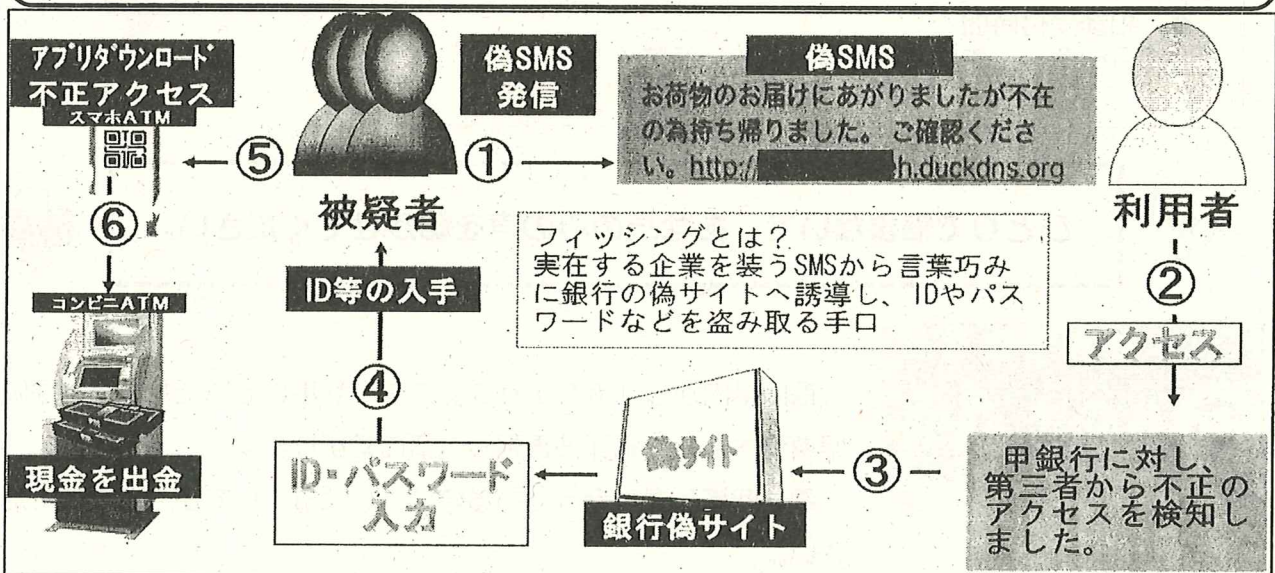 アプリダウンロード
不正アクセス
スマホATM
偽SMS
発信
偽SMS
お荷物のお届けにあがりましたが不在
の為持ち帰りました。ご確認くださ
い。http://
h.duckdns.org
⑤
①
被疑者
利用者
⑥
ID等の入手
フィッシングとは?
実在する企業を装うSMSから言葉巧み
に銀行の偽サイトへ誘導し、IDやパス
ワードなどを盗み取る手口
②
アクセス
コンビニATM
④
現金を出金
ID・パスワード
入力
偽サイト
銀行偽サイト
③
甲銀行に対し、
第三者から不正の
アクセスを検知し
ました。